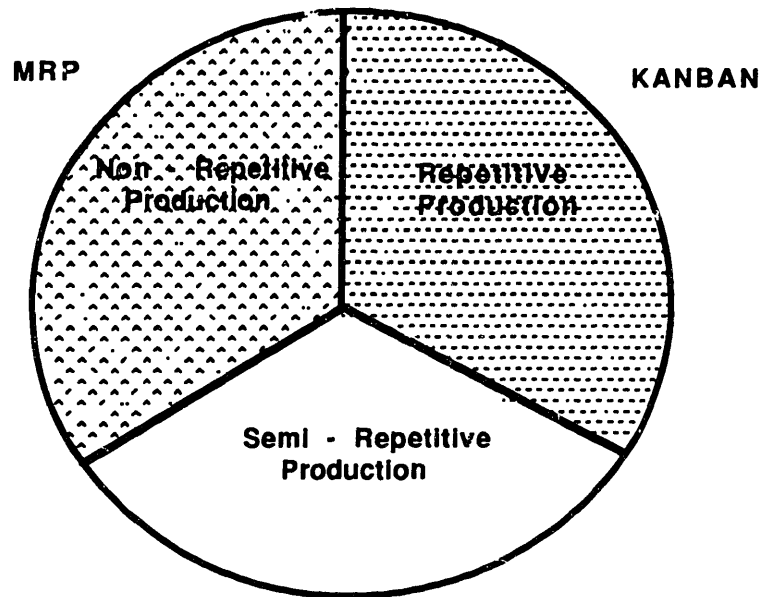 MRP
KANBAN
Non - Repetitive
Production
Repetitive
Production
Semi - Repetitive
Production